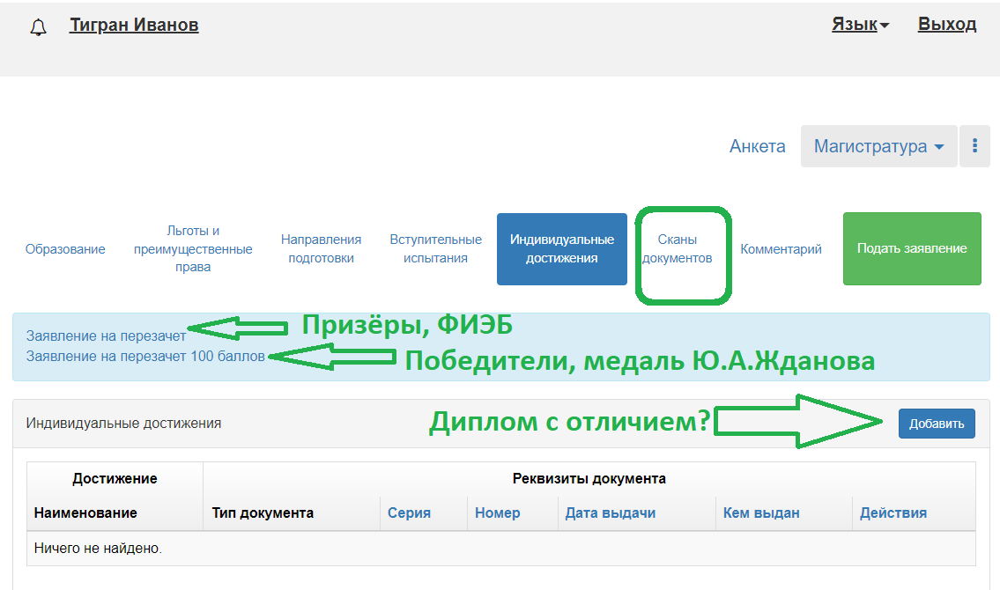 Тигран Иванов
Язык
Выход
Анкета
Магистратура
Образование
Льготы и
преимущественные
права
Направления
подготовки
Вступительные
испытания
Индивидуальные
достижения
Сканы
документов
Комментарий
Подать заявление
Заявление на перезачет
Призёры, ФИЭБ
Заявление на перезачет 100 баллов
Победители, медаль Ю.А.Жданова
Индивидуальные достижения
Диплом с отличием?
Добавить
Достижение
Реквизиты документа
Наименование
Тип документа
Серия
Номер
Дата выдачи
Кем выдан
Действия
Ничего не найдено.